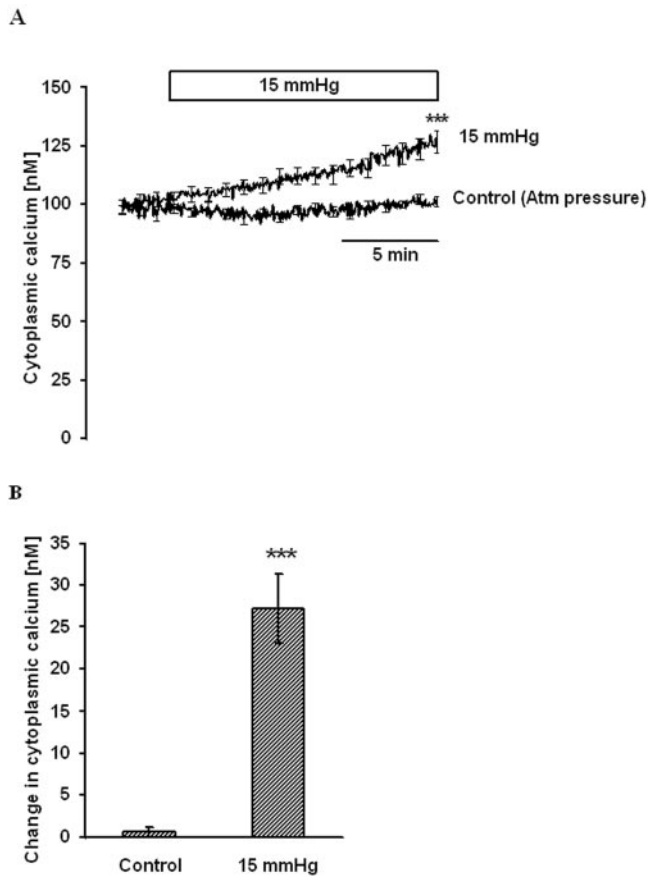 A
15 mmHg
150
125
100
75
50
25
0
Cytoplasmic calcium [nM]
***
15 mmHg
Control (Atm pressure)
5 min
B
35
30
25
20
15
10
5
0
Change in cytoplasmic calcium [nM]
***
Control
15 mmHg